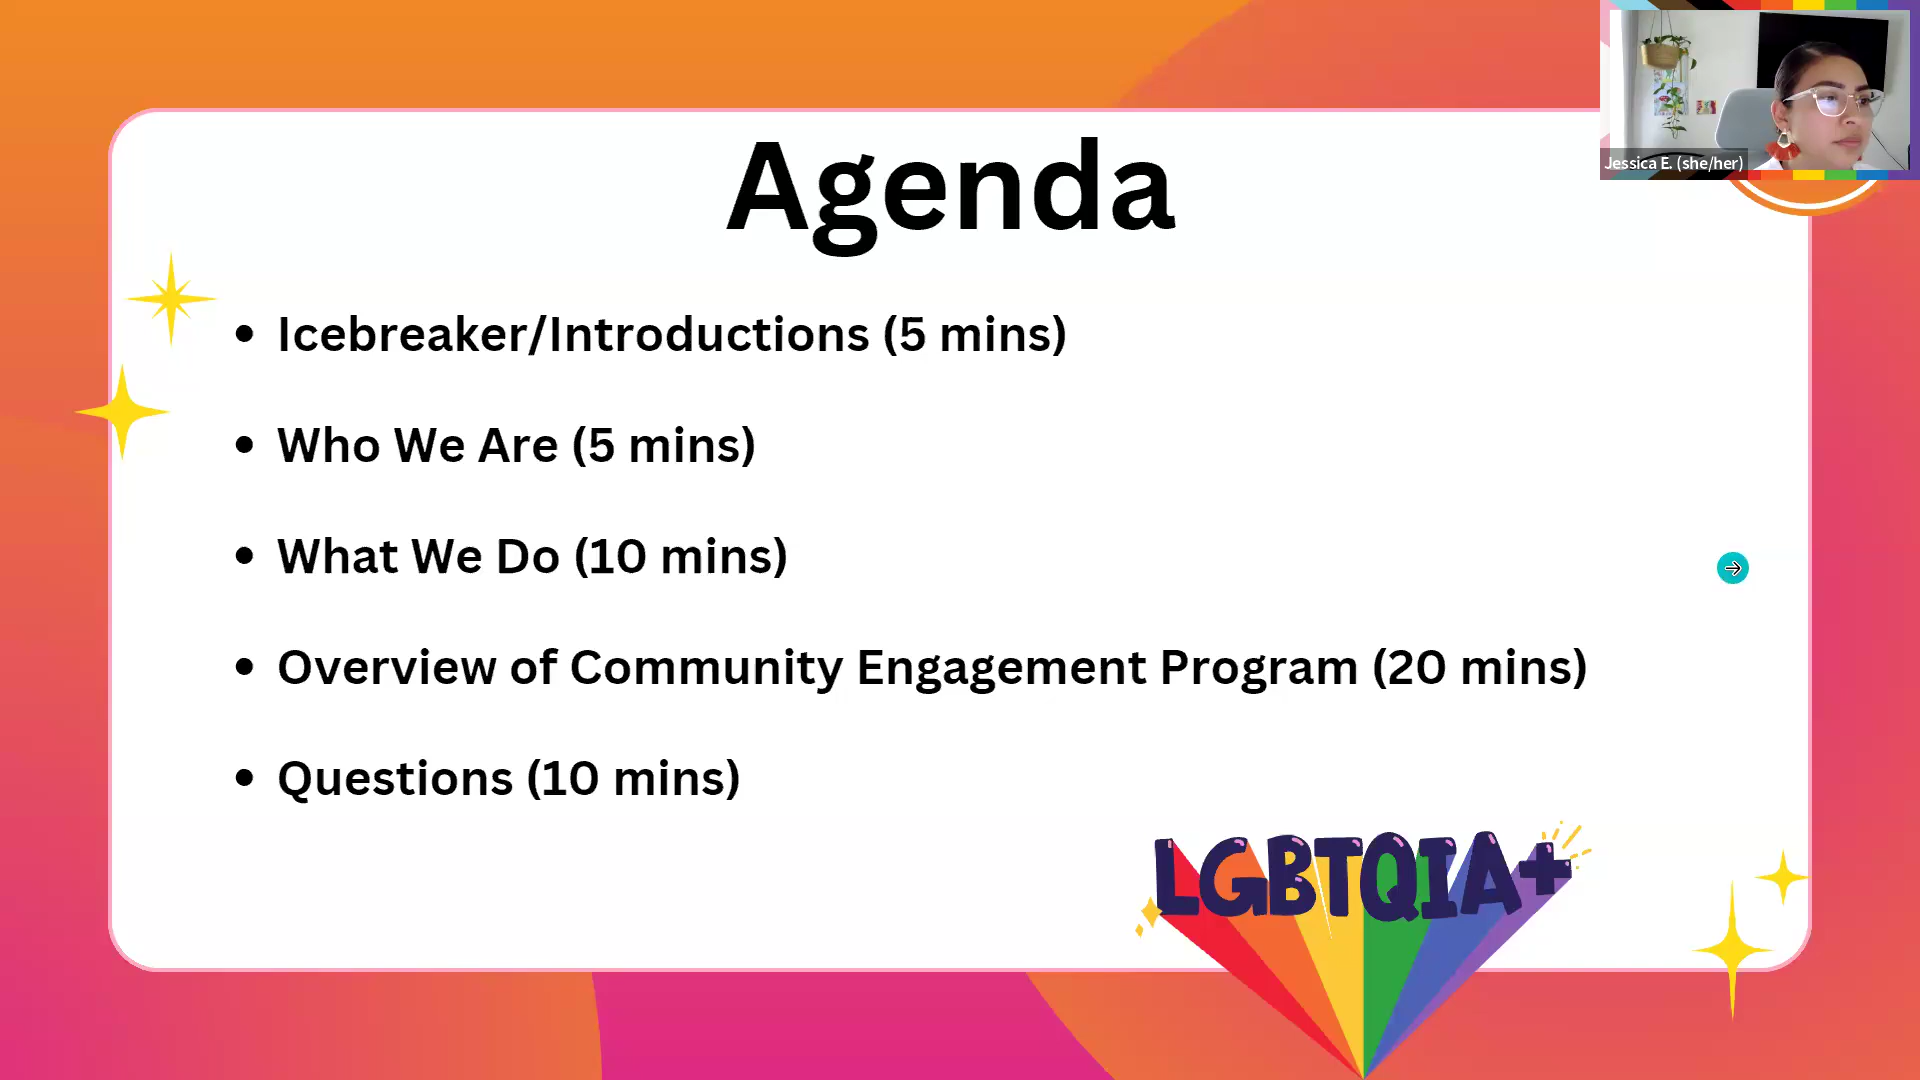 Agenda
Jessica E. (she/her)
• Icebreaker/Introductions (5 mins)
• Who We Are (5 mins)
• What We Do (10 mins)
• Overview of Community Engagement Program (20 mins)
• Questions (10 mins)
LGBTQIA+